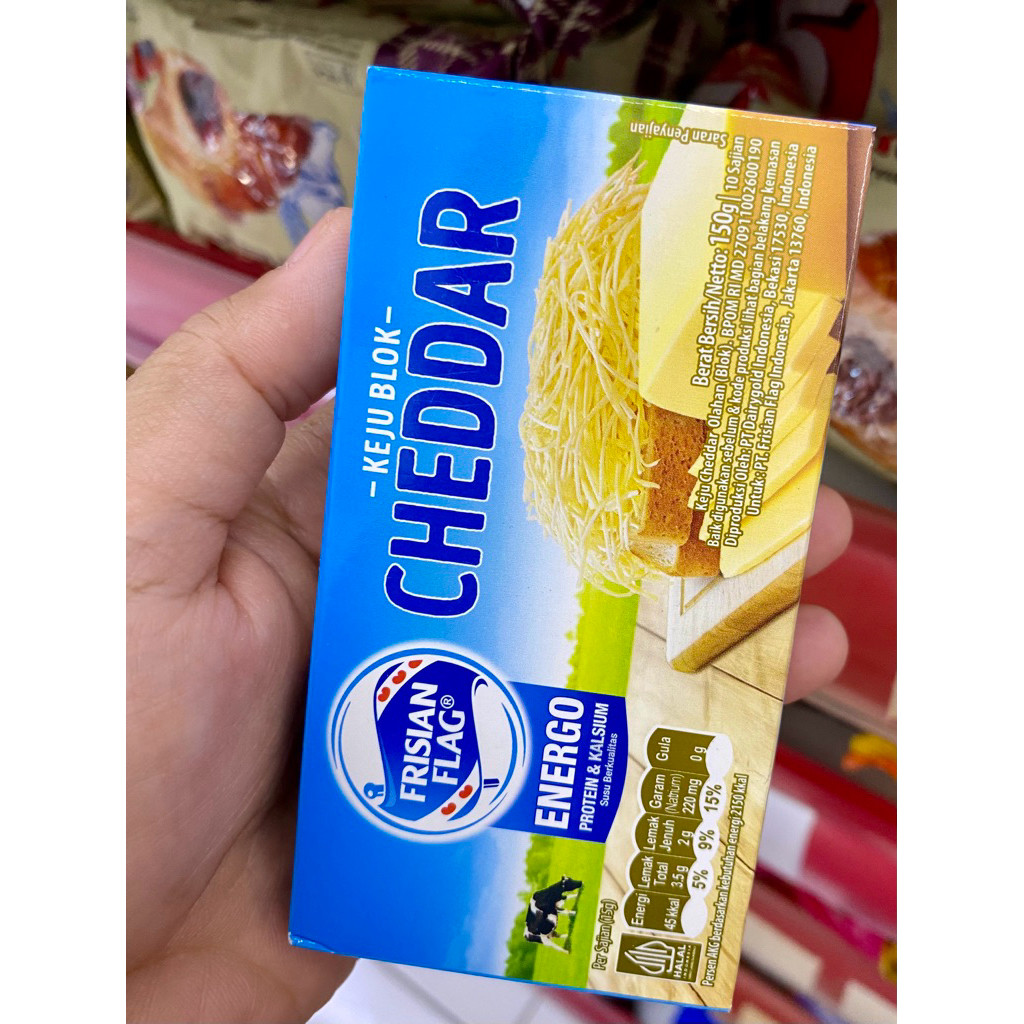 – KEJU BLOK –
CHEDDAR
FRISIAN
FLAG®
ENERGO
PROTEIN & KALSIUM
Susu Berkualitas
Saran Penyajian
Berat Bersih/Netto: 150g | 10 Sajian
Keju Cheddar Olahan (Blok). BPOM RI MD 270911002600190
Baik digunakan sebelum & kode produksi lihat bagian belakang kemasan
Diproduksi Oleh: PT Dairygold Indonesia, Bekasi 17530, Indonesia
Untuk: PT. Frisian Flag Indonesia, Jakarta 13760, Indonesia
Per Sajian (15g)
Energi
45 kkal
Lemak Total
3.5 g
5%
Lemak Jenuh
2 g
9%
Garam (Natrium)
220 mg
15%
Gula
0 g
HALAL
INDONESIA
Persen AKG berdasarkan kebutuhan energi 2150 kkal